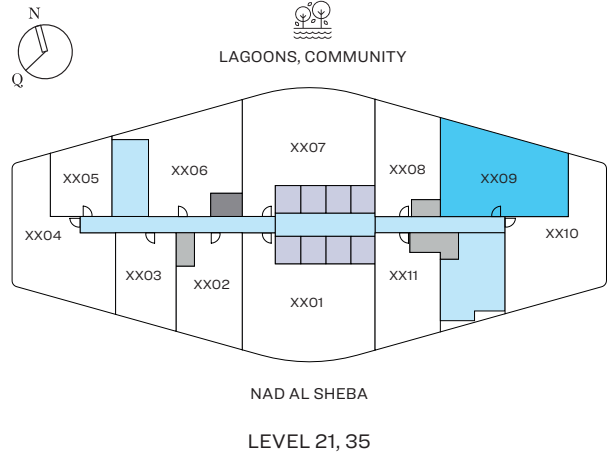 N
Q
LAGOONS, COMMUNITY
XX07
XX06
XX08
XX05
XX09
XX04
XX10
XX03
XX02
XX01
XX11
NAD AL SHEBA
LEVEL 21, 35